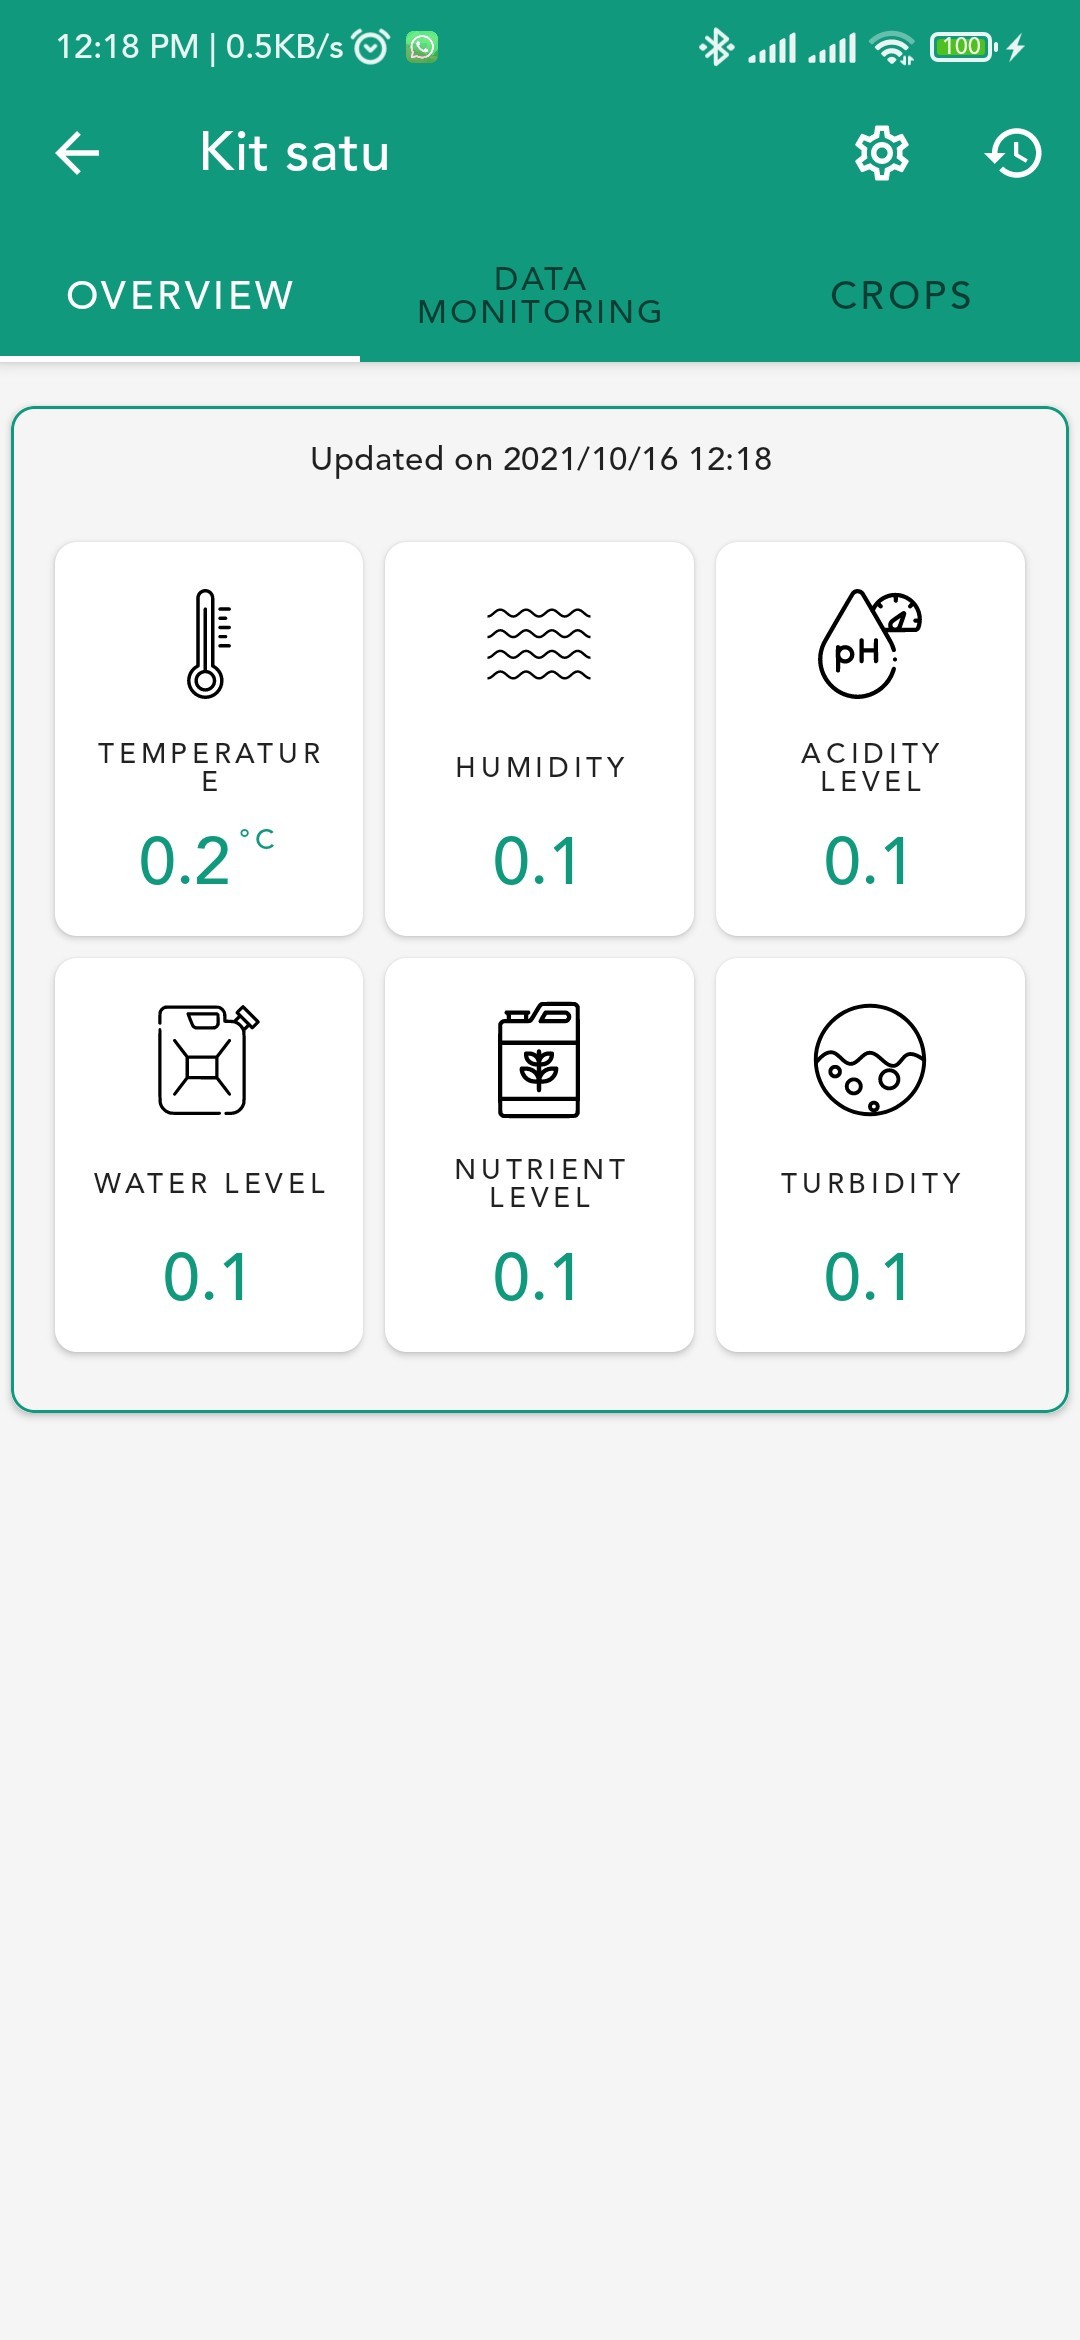 12:18 PM | 0.5KB/s
100
Kit satu
OVERVIEW
DATA
MONITORING
CROPS
Updated on 2021/10/16 12:18
pH
TEMPERATUR
E
0.2 °C
HUMIDITY
0.1
ACIDITY
LEVEL
0.1
WATER LEVEL
0.1
NUTRIENT
LEVEL
0.1
TURBIDITY
0.1